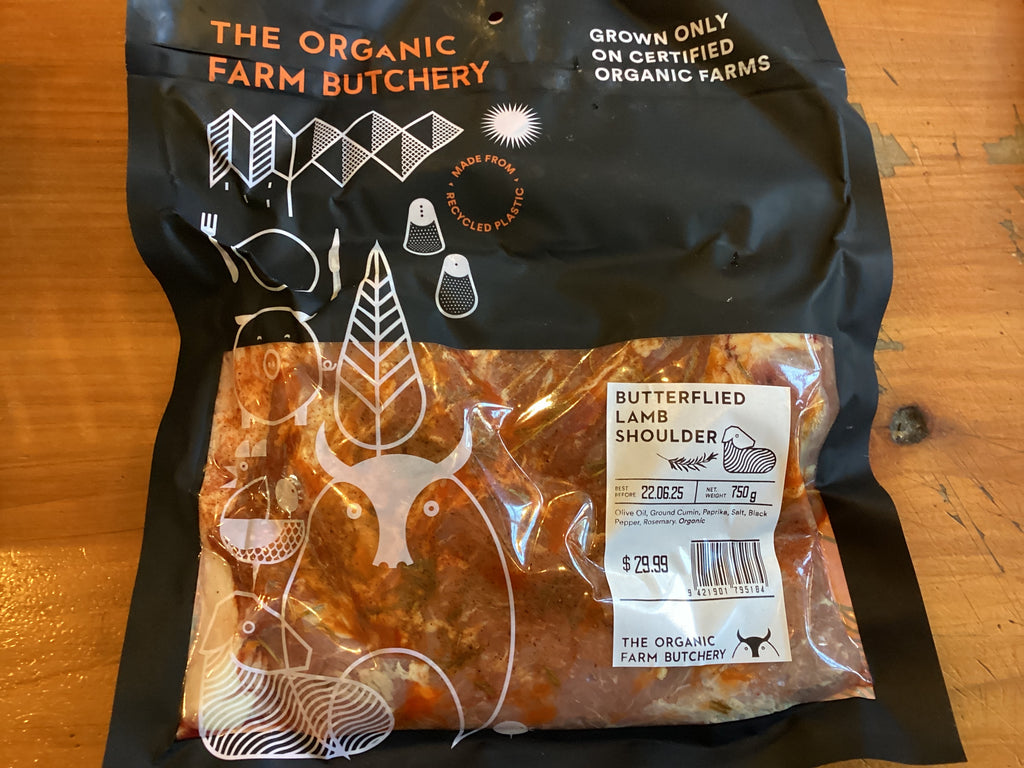 THE ORGANIC
FARM BUTCHERY
GROWN ONLY
ON CERTIFIED
ORGANIC FARMS
MADE FROM
RECYCLED PLASTIC
BUTTERFLIED
LAMB
SHOULDER
BEST BEFORE 22.06.25 NET. WEIGHT 750g
Olive Oil, Ground Cumin, Paprika, Salt, Black
Pepper, Rosemary. Organic
$29.99
9 421901 795184
THE ORGANIC
FARM BUTCHERY